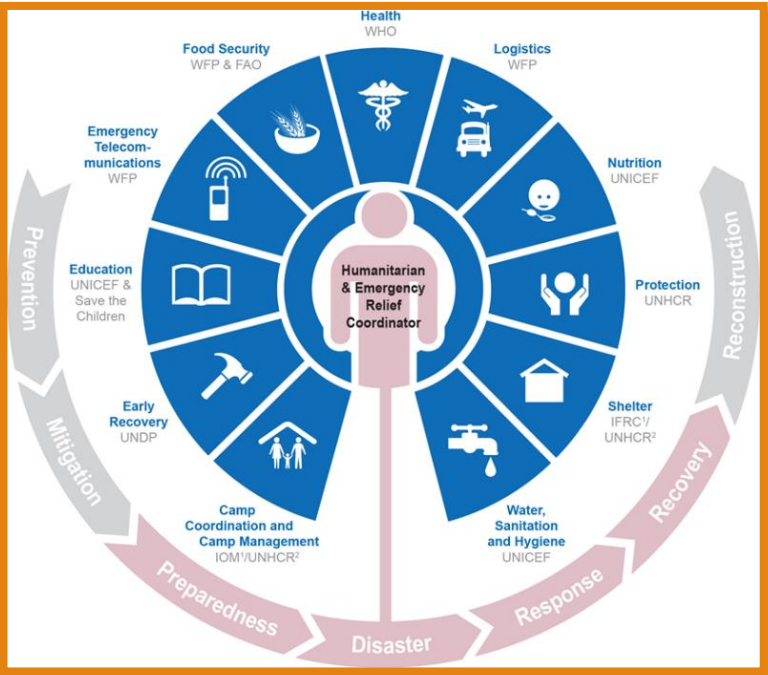 Health
WHO
Logistics
WFP
Nutrition
UNICEF
Protection
UNHCR
Shelter
IFRC¹/
UNHCR²
Water,
Sanitation
and Hygiene
UNICEF
Camp
Coordination and
Camp Management
IOM¹/UNHCR²
Early
Recovery
UNDP
Education
UNICEF &
Save the
Children
Emergency
Telecom-
munications
WFP
Food Security
WFP & FAO
Humanitarian
& Emergency
Relief
Coordinator
Prevention
Mitigation
Preparedness
Disaster
Response
Recovery
Reconstruction